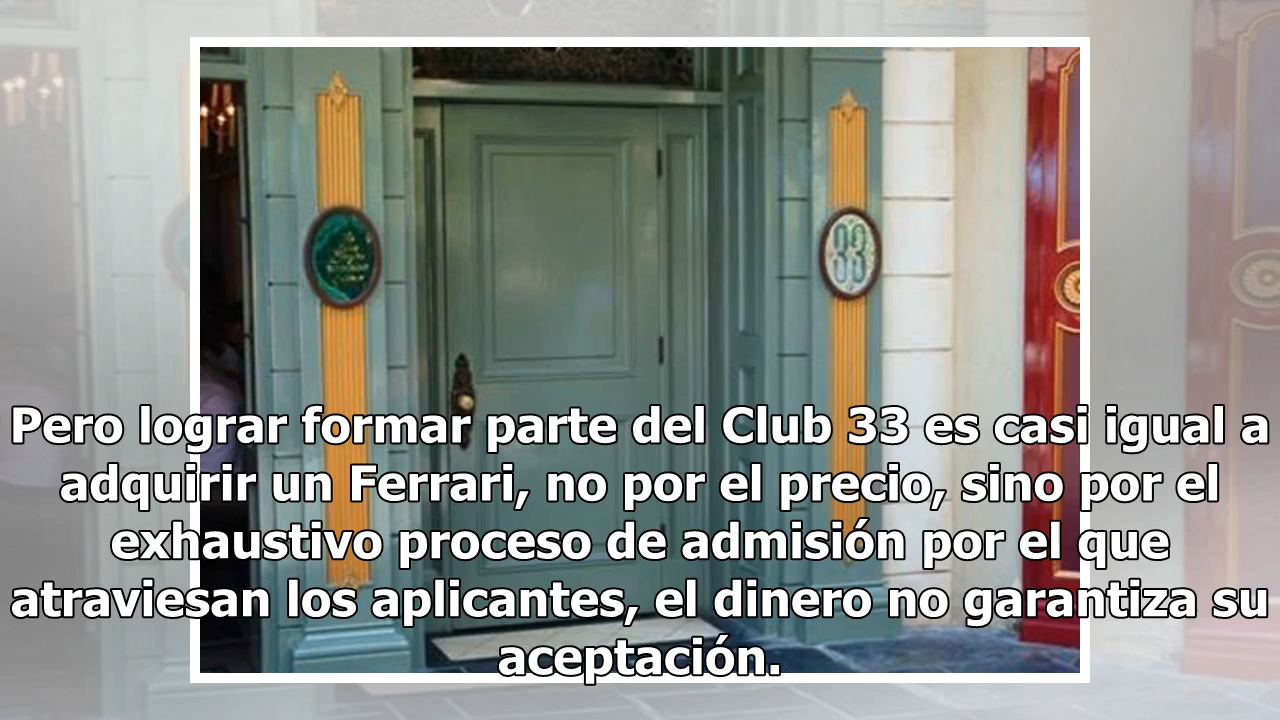 33
Pero lograr formar parte del Club 33 es casi igual a
adquirir un Ferrari, no por el precio, sino por el
exhaustivo proceso de admisión por el que
atraviesan los aplicantes, el dinero no garantiza su
aceptación.